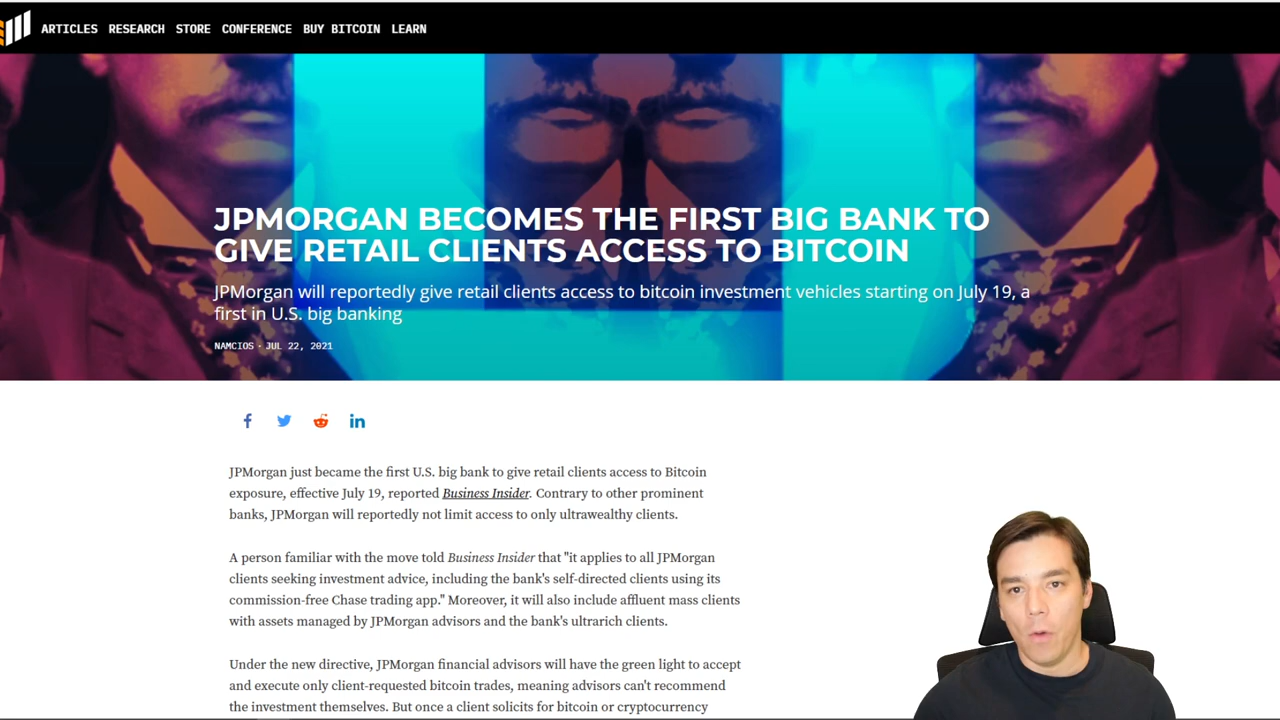 ARTICLES RESEARCH STORE CONFERENCE BUY BITCOIN LEARN
JPMORGAN BECOMES THE FIRST BIG BANK TO
GIVE RETAIL CLIENTS ACCESS TO BITCOIN
JPMorgan will reportedly give retail clients access to bitcoin investment vehicles starting on July 19, a
first in U.S. big banking
NAMCIOS · JUL 22, 2021
JPMorgan just became the first U.S. big bank to give retail clients access to Bitcoin
exposure, effective July 19, reported Business Insider. Contrary to other prominent
banks, JPMorgan will reportedly not limit access to only ultrawealthy clients.
A person familiar with the move told Business Insider that "it applies to all JPMorgan
clients seeking investment advice, including the bank's self-directed clients using its
commission-free Chase trading app." Moreover, it will also include affluent mass clients
with assets managed by JPMorgan advisors and the bank's ultrarich clients.
Under the new directive, JPMorgan financial advisors will have the green light to accept
and execute only client-requested bitcoin trades, meaning advisors can't recommend
the investment themselves. But once a client solicits for bitcoin or cryptocurrency